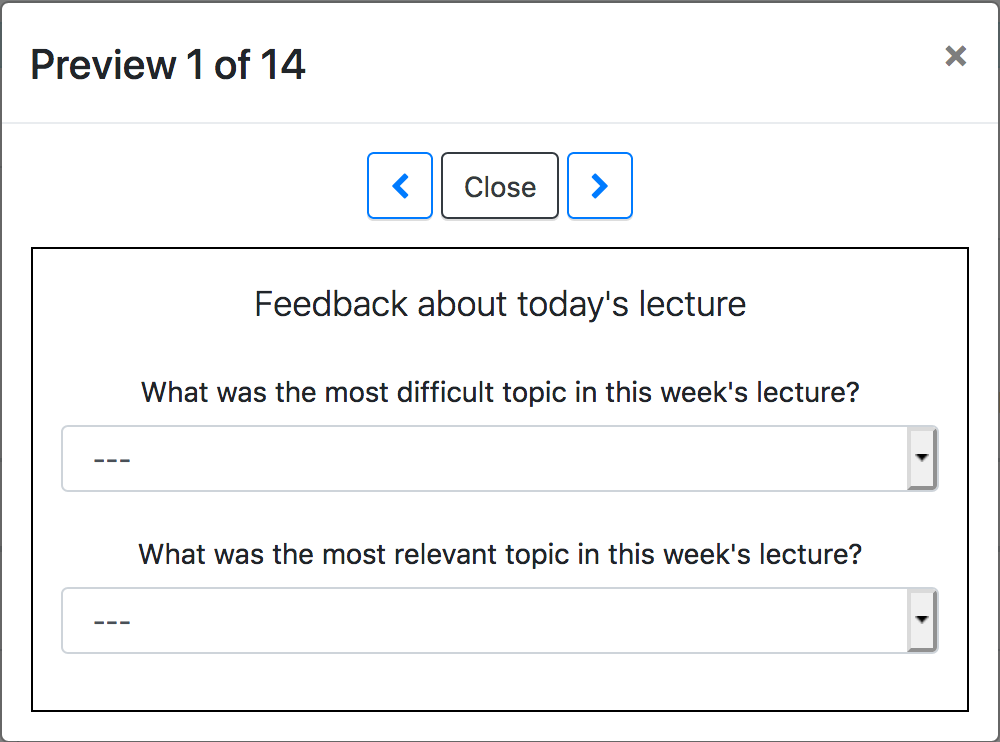 Preview 1 of 14
×
Close
Feedback about today's lecture
What was the most difficult topic in this week's lecture?
---
What was the most relevant topic in this week's lecture?
---